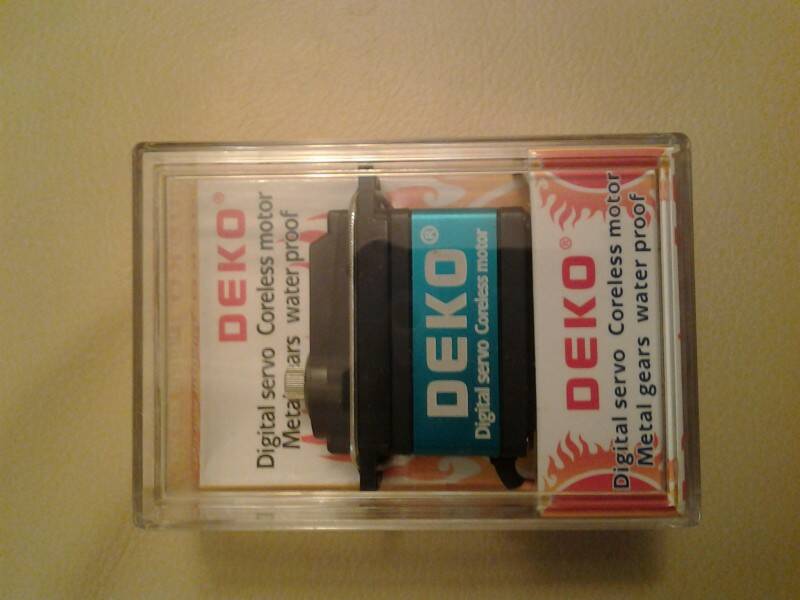 DEKO®
Digital servo Coreless motor
Metal gears water proof
DEKO®
Digital servo Coreless motor
DEKO®
Digital servo Coreless motor
Metal gears water proof